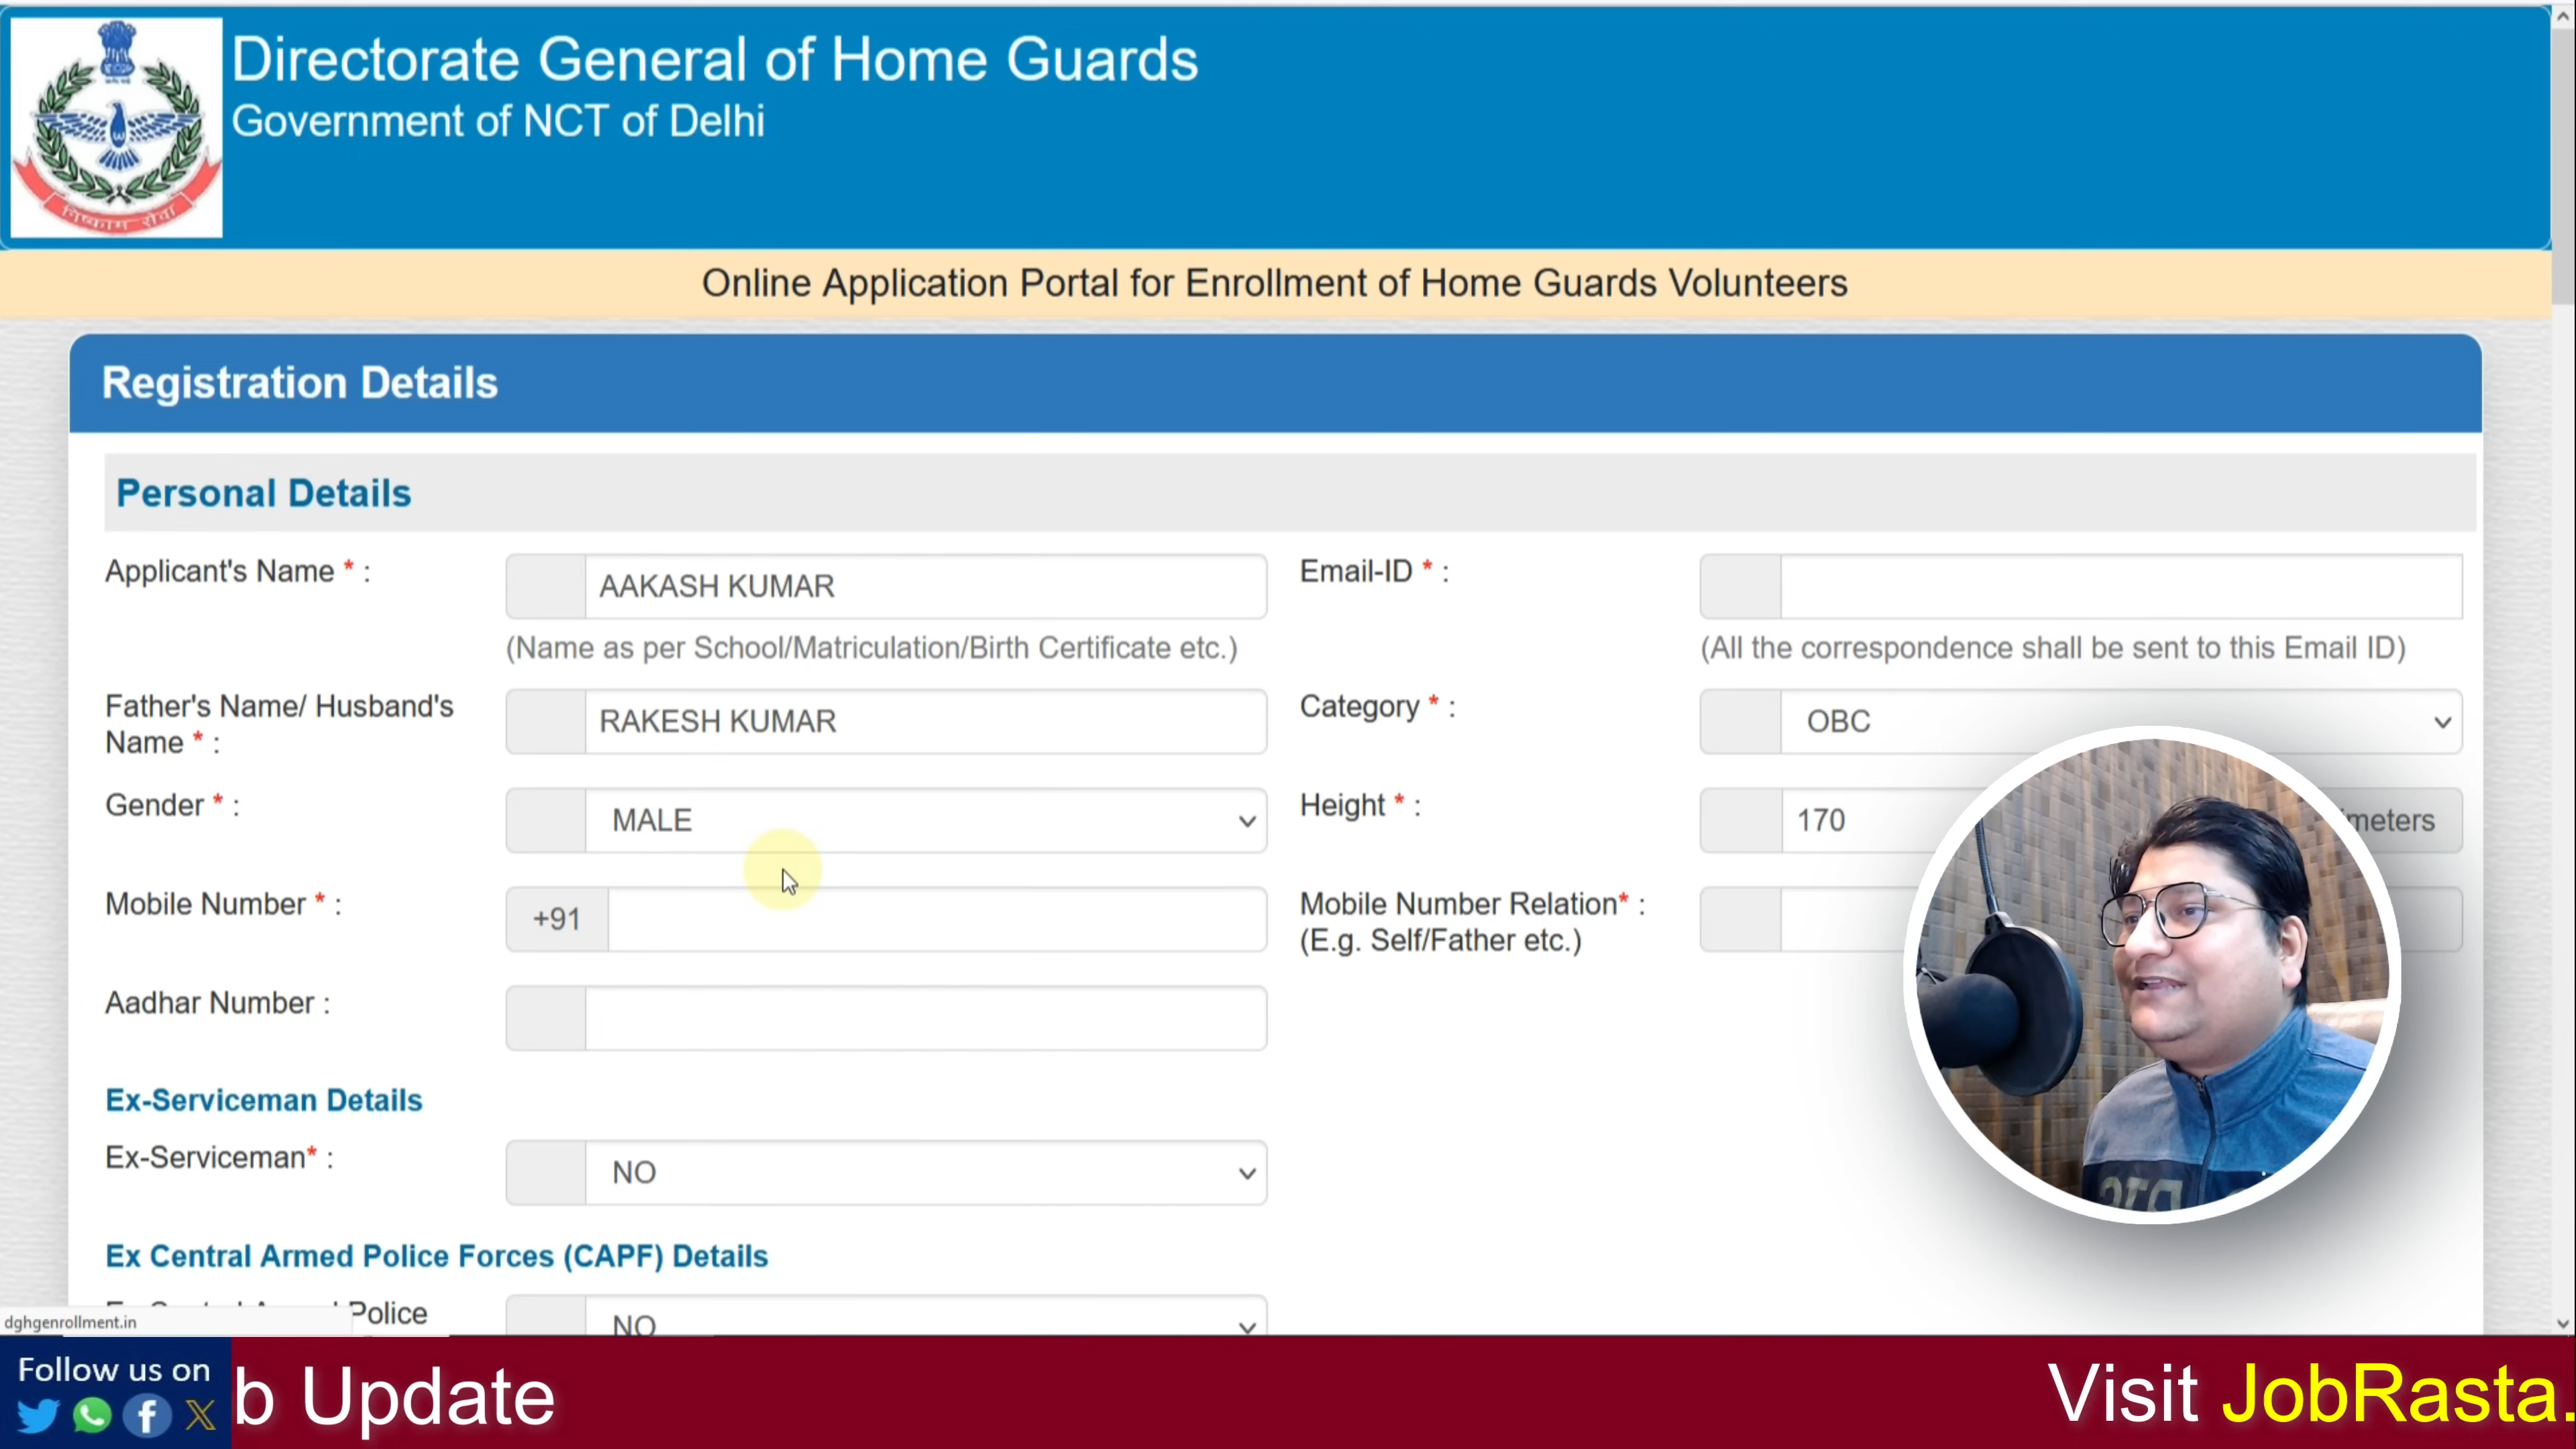 Directorate General of Home Guards
Government of NCT of Delhi
निष्काम सेवा
Online Application Portal for Enrollment of Home Guards Volunteers
Registration Details
Personal Details
Applicant's Name * : AAKASH KUMAR
Email-ID * :
(Name as per School/Matriculation/Birth Certificate etc.)
(All the correspondence shall be sent to this Email ID)
Father's Name/ Husband's
Name * :
RAKESH KUMAR
Category * : OBC
Gender * : MALE
Height * : 170 meters
Mobile Number * : +91
Mobile Number Relation* :
(E.g. Self/Father etc.)
Aadhar Number :
Ex-Serviceman Details
Ex-Serviceman* : NO
Ex Central Armed Police Forces (CAPF) Details
Police NO
dghgenrollment.in
Follow us on
b Update
Visit JobRasta.